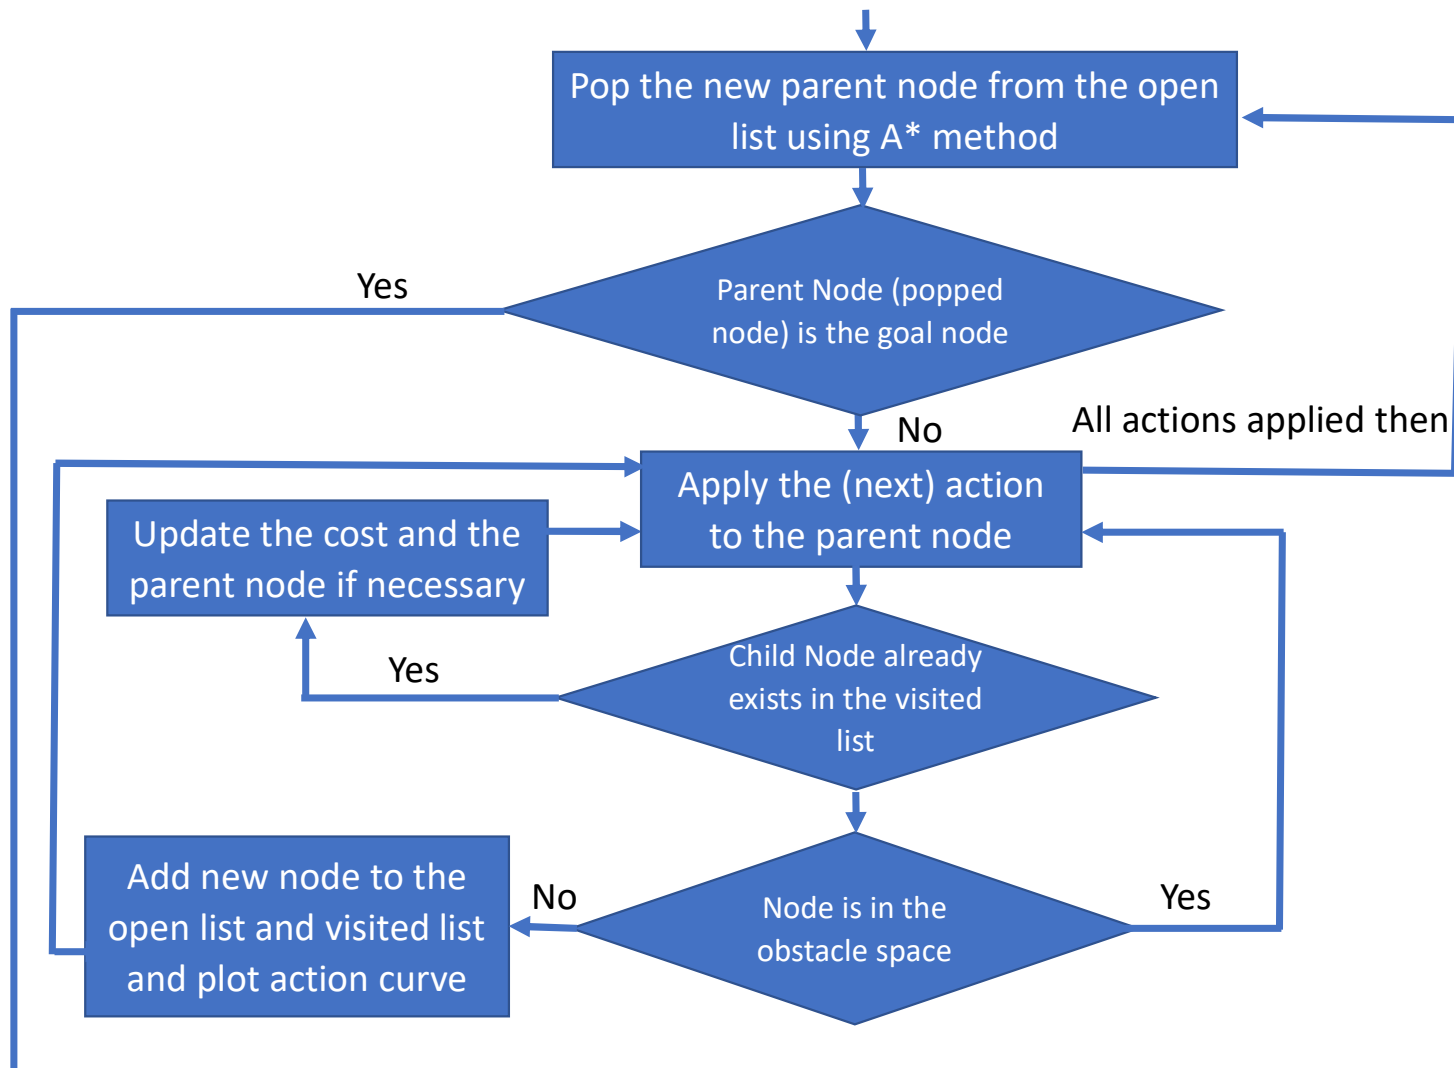 Pop the new parent node from the open
list using A* method
Yes
Parent Node (popped
node) is the goal node
No
All actions applied then
Apply the (next) action
to the parent node
Update the cost and the
parent node if necessary
Yes
Child Node already
exists in the visited
list
Add new node to the
open list and visited list
and plot action curve
No
Node is in the
obstacle space
Yes